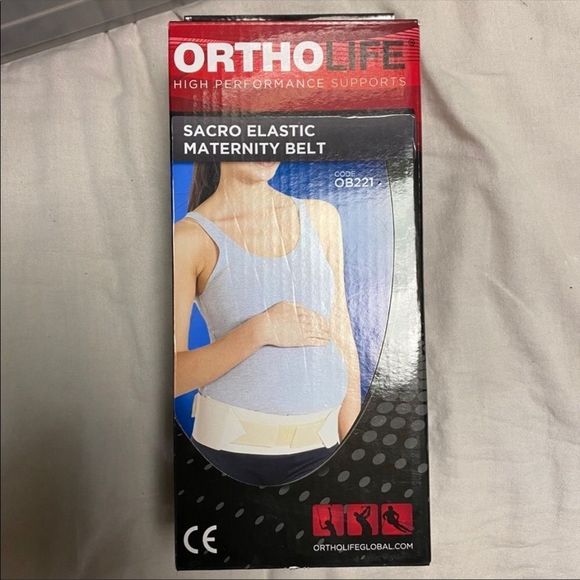 ORTHOLIFE®
HIGH PERFORMANCE SUPPORTS
SACRO ELASTIC
MATERNITY BELT
CODE
OB221
CE
ORTHOLIFEGLOBAL.COM